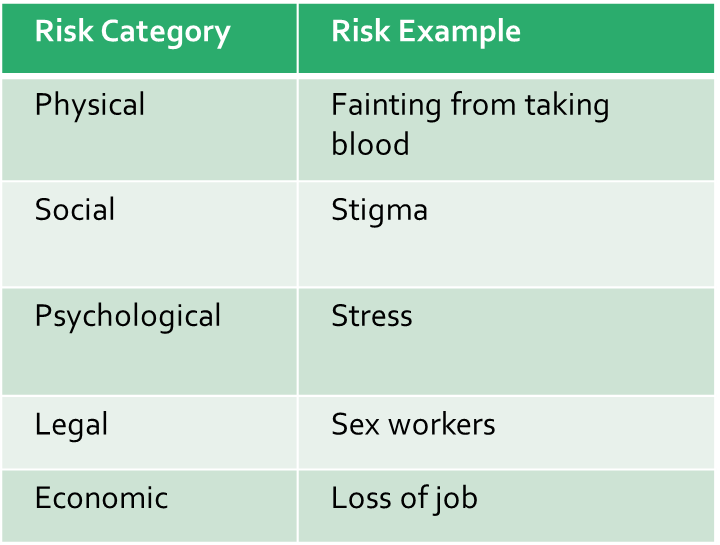 Risk Category
Risk Example
Physical
Fainting from taking
blood
Social
Stigma
Psychological
Stress
Legal
Sex workers
Economic
Loss of job